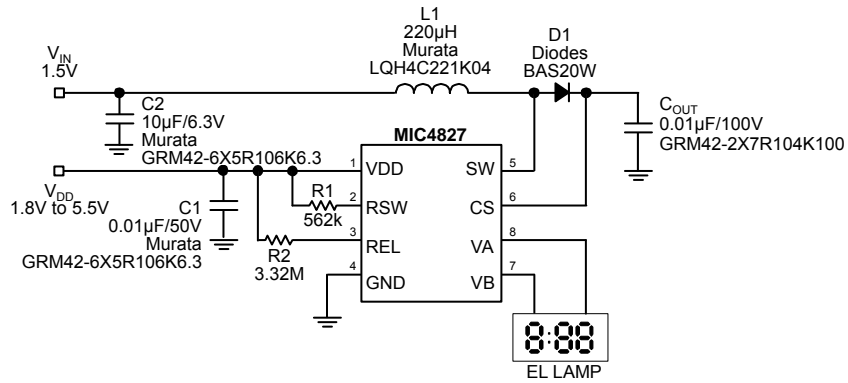 L1
220µH
Murata
LQH4C221K04
D1
Diodes
BAS20W
VIN
1.5V
C2
10µF/6.3V
Murata
GRM42-6X5R106K6.3
COUT
0.01µF/100V
GRM42-2X7R104K100
MIC4827
1 VDD SW 5
R1
562k
2 RSW CS 6
VDD
1.8V to 5.5V
C1
0.01µF/50V
Murata
GRM42-6X5R106K6.3
R2
3.32M
3 REL VA 8
4 GND VB 7
8:88
EL LAMP